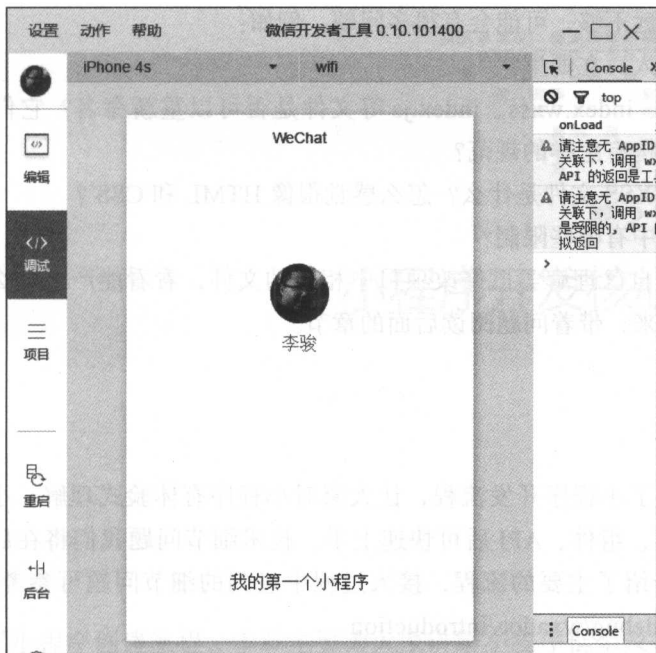 设置 动作 帮助 微信开发者工具 0.10.101400
iPhone 4s wifi Console
top
编辑
调试
项目
重启
后台
WeChat
李骏
我的第一个小程序
onLoad
请注意无 AppID
关联下，调用 wx
API 的返回是工
请注意无 AppID
关联下，调用 wx
是受限的，API
拟返回
Console